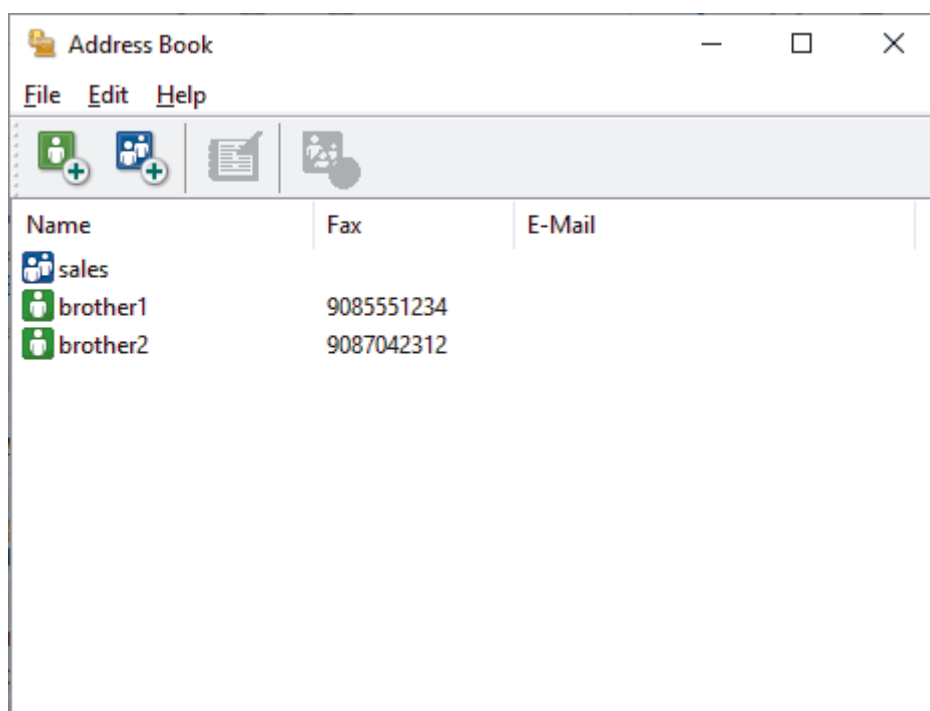 Address Book
File Edit Help
Name Fax E-Mail
sales
brother1 9085551234
brother2 9087042312